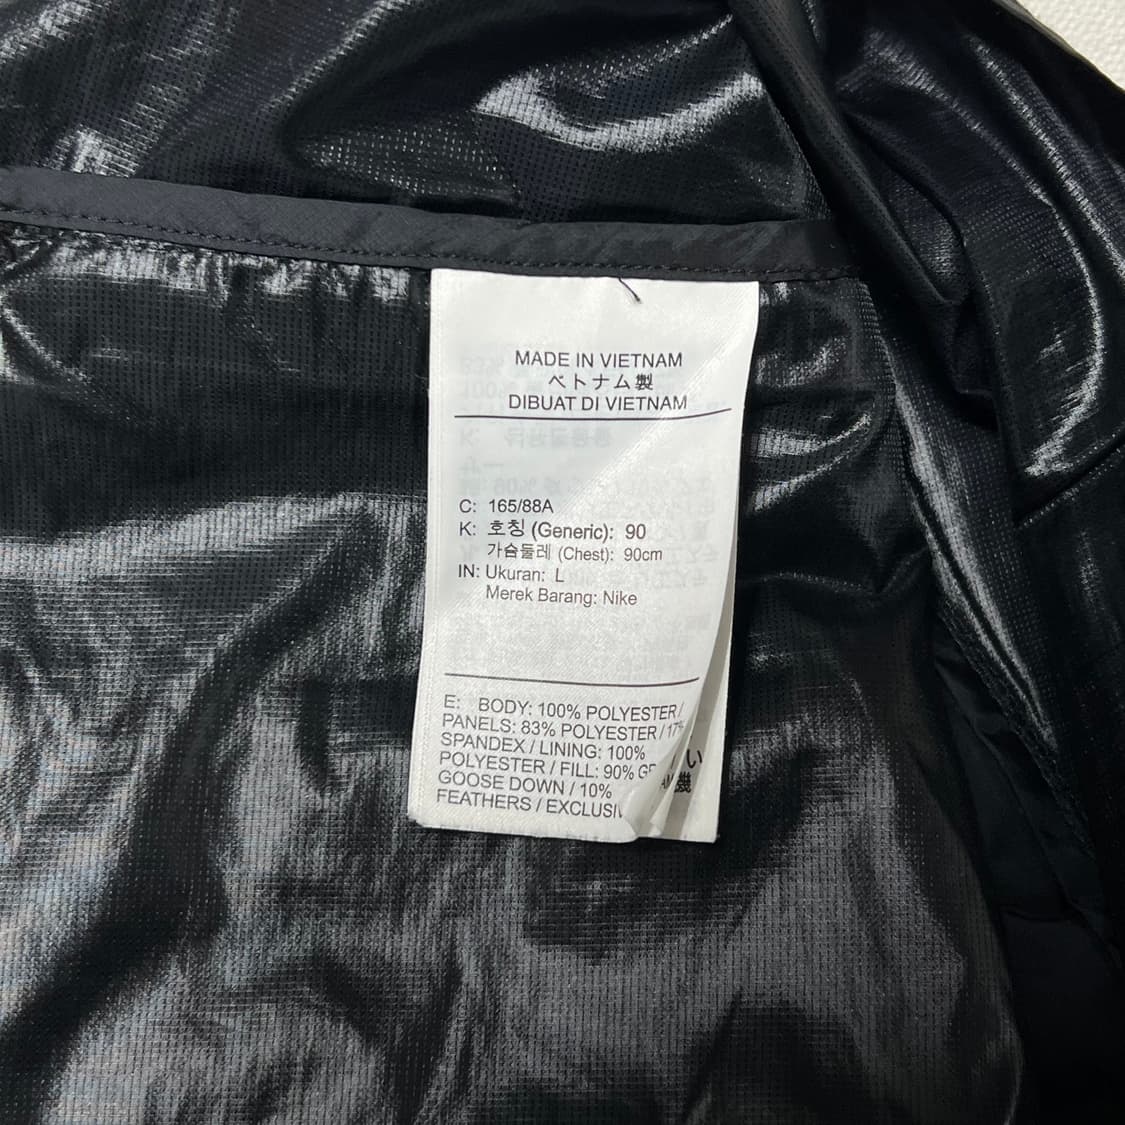 MADE IN VIETNAM
ベトナム製
DIBUAT DI VIETNAM
C: 165/88A
K: 호칭 (Generic): 90
가슴둘레 (Chest): 90cm
IN: Ukuran: L
Merek Barang: Nike
E: BODY: 100% POLYESTER /
PANELS: 83% POLYESTER / 17%
SPANDEX / LINING: 100%
POLYESTER / FILL: 90%
GOOSE DOWN / 10%
FEATHERS /